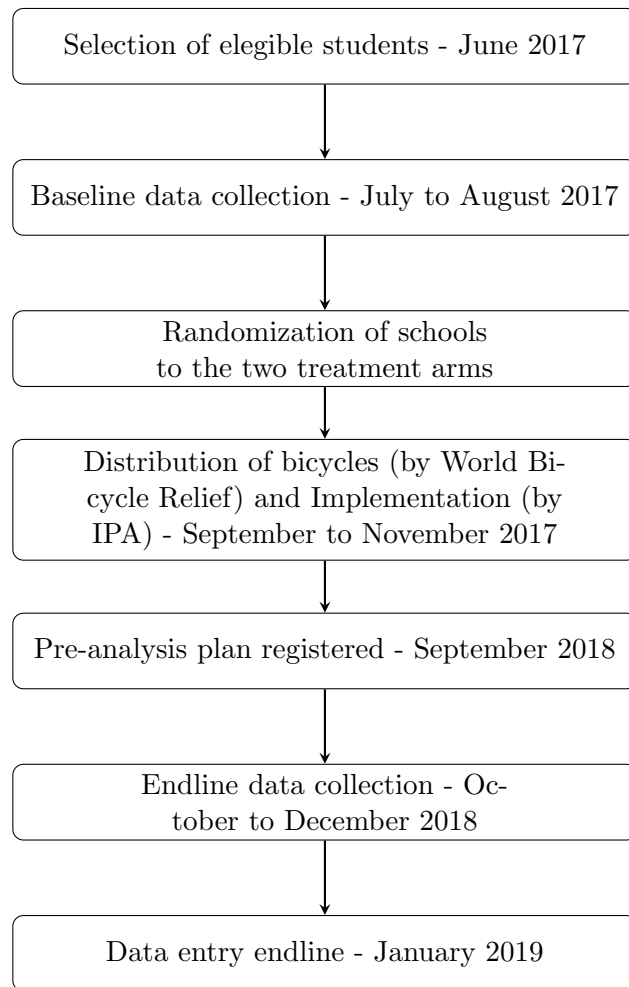 Selection of elegible students - June 2017
Baseline data collection - July to August 2017
Randomization of schools
to the two treatment arms
Distribution of bicycles (by World Bi-
cycle Relief) and Implementation (by
IPA) - September to November 2017
Pre-analysis plan registered - September 2018
Endline data collection - Oc-
tober to December 2018
Data entry endline - January 2019